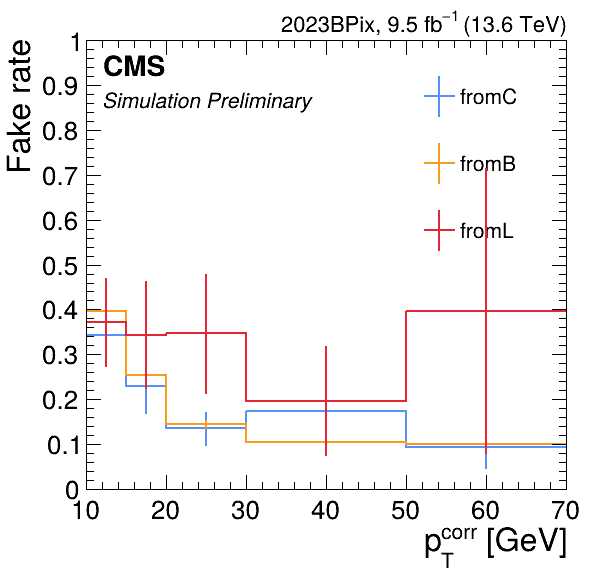 2023BPix, 9.5 fb⁻¹ (13.6 TeV)
CMS
Simulation Preliminary
fromC
fromB
fromL
Fake rate
1
0.9
0.8
0.7
0.6
0.5
0.4
0.3
0.2
0.1
0
10 20 30 40 50 60 70
p_T^corr [GeV]